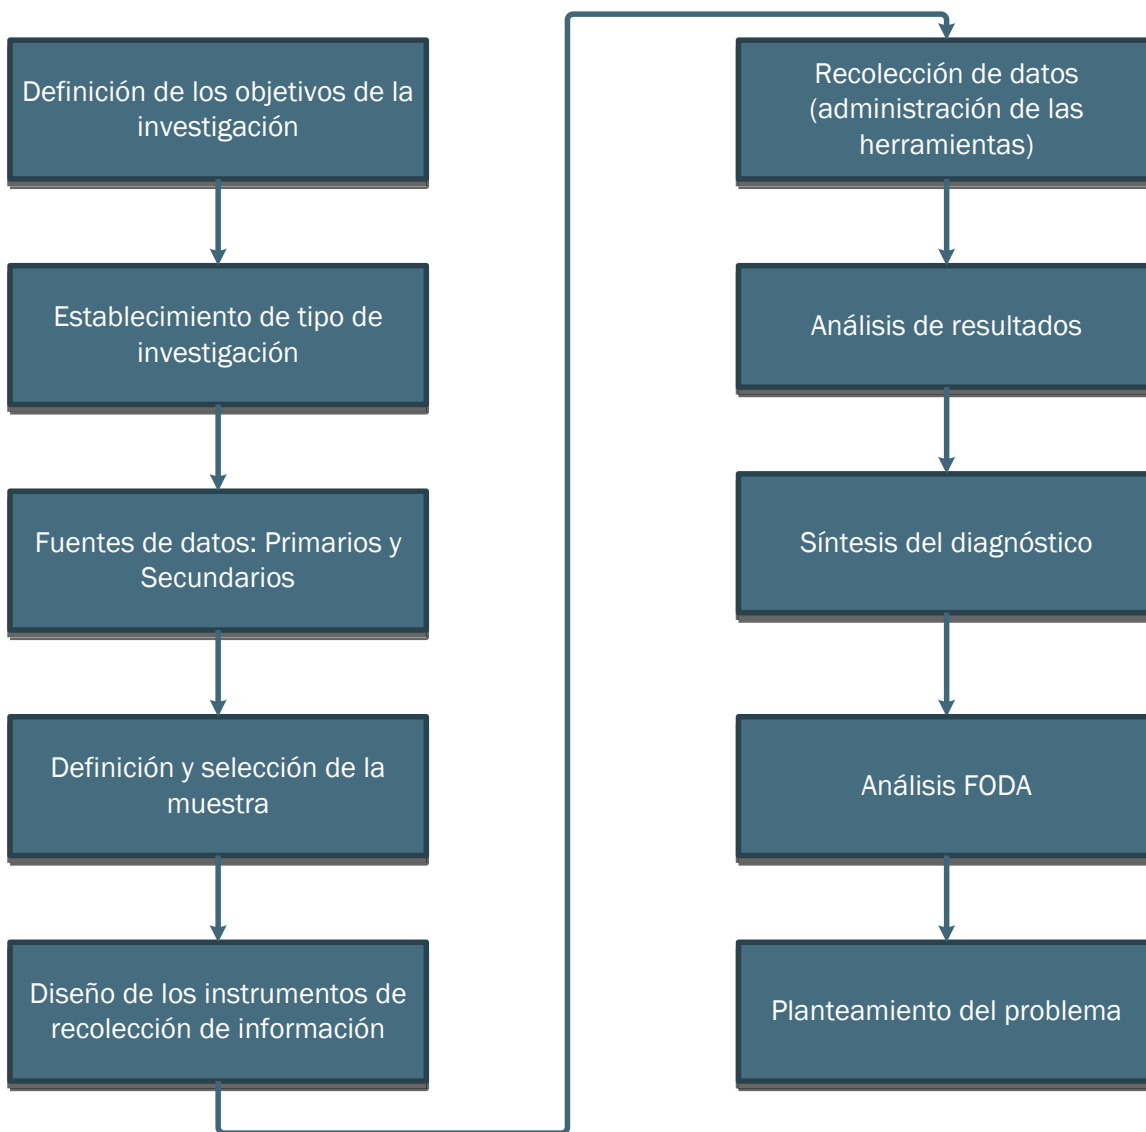 Definición de los objetivos de la
investigación
Establecimiento de tipo de
investigación
Fuentes de datos: Primarios y
Secundarios
Definición y selección de la
muestra
Diseño de los instrumentos de
recolección de información
Recolección de datos
(administración de las
herramientas)
Análisis de resultados
Síntesis del diagnóstico
Análisis FODA
Planteamiento del problema